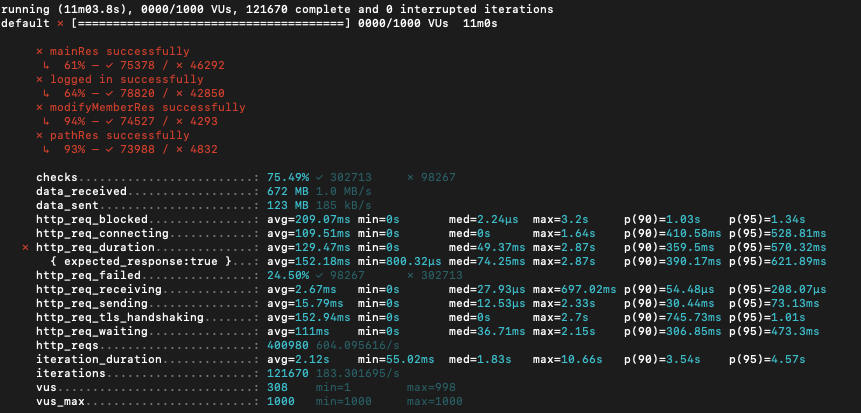 running (11m03.8s), 0000/1000 VUs, 121670 complete and 0 interrupted iterations
default ✗ [======================================] 0000/1000 VUs  11m0s

     ✗ mainRes successfully
      ↳  61% — ✓ 75378 / ✗ 46292
     ✗ logged in successfully
      ↳  64% — ✓ 78820 / ✗ 42850
     ✗ modifyMemberRes successfully
      ↳  94% — ✓ 74527 / ✗ 4293
     ✗ pathRes successfully
      ↳  93% — ✓ 73988 / ✗ 4832

     checks.........................: 75.49% ✓ 302713     ✗ 98267
     data_received..................: 672 MB 1.0 MB/s
     data_sent......................: 123 MB 185 kB/s
     http_req_blocked...............: avg=209.07ms min=0s       med=2.24µs  max=3.2s     p(90)=1.03s    p(95)=1.34s
     http_req_connecting............: avg=109.51ms min=0s       med=0s      max=1.64s    p(90)=410.58ms p(95)=528.81ms
   ✗ http_req_duration..............: avg=129.47ms min=0s       med=49.37ms max=2.87s    p(90)=359.5ms  p(95)=570.32ms
       { expected_response:true }...: avg=152.18ms min=800.32µs med=74.25ms max=2.87s    p(90)=390.17ms p(95)=621.89ms
     http_req_failed................: 24.50% ✓ 98267      ✗ 302713
     http_req_receiving.............: avg=2.67ms   min=0s       med=27.93µs max=697.02ms p(90)=54.48µs  p(95)=208.07µs
     http_req_sending...............: avg=15.79ms  min=0s       med=12.53µs max=2.33s    p(90)=30.44ms  p(95)=73.13ms
     http_req_tls_handshaking.......: avg=152.94ms min=0s       med=0s      max=2.7s     p(90)=745.73ms p(95)=1.01s
     http_req_waiting...............: avg=111ms    min=0s       med=36.71ms max=2.15s    p(90)=306.85ms p(95)=473.3ms
     http_reqs......................: 400980 604.095616/s
     iteration_duration.............: avg=2.12s    min=55.02ms  med=1.83s   max=10.66s   p(90)=3.54s    p(95)=4.57s
     iterations.....................: 121670 183.301695/s
     vus............................: 308    min=1        max=998
     vus_max........................: 1000   min=1000     max=1000